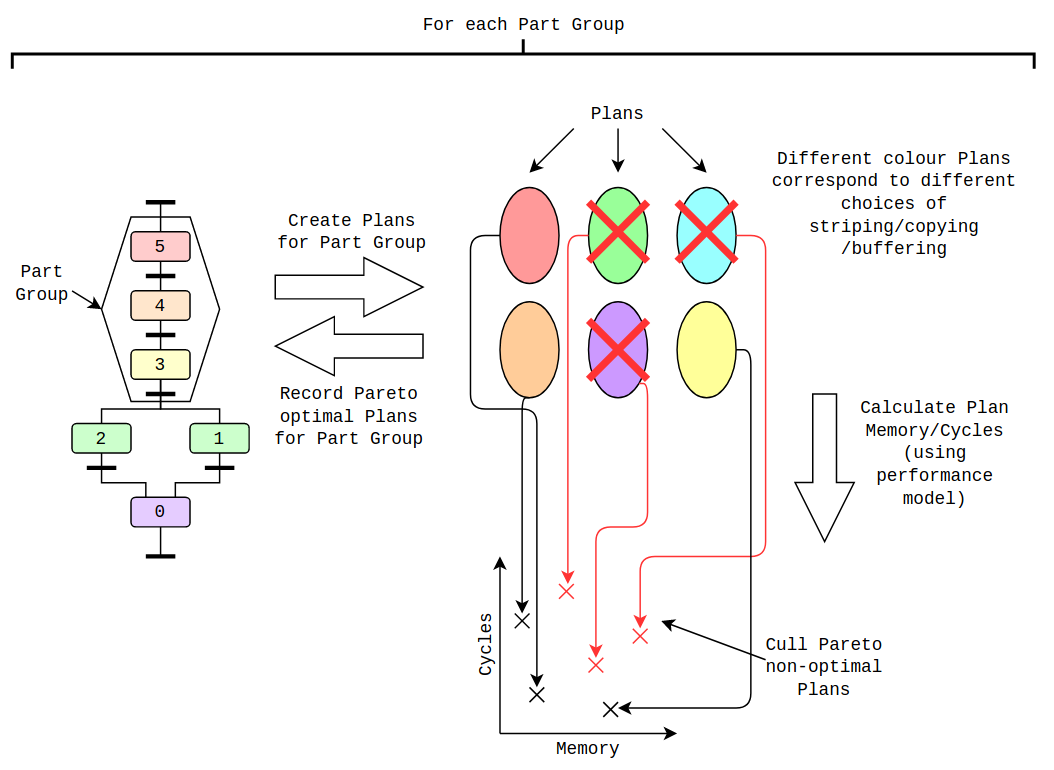 For each Part Group
Plans
Different colour Plans
correspond to different
choices of
striping/copying
/buffering
Create Plans
for Part Group
Part
Group
5
4
3
2
1
0
Record Pareto
optimal Plans
for Part Group
Calculate Plan
Memory/Cycles
(using
performance
model)
Cycles
Cull Pareto
non-optimal
Plans
Memory